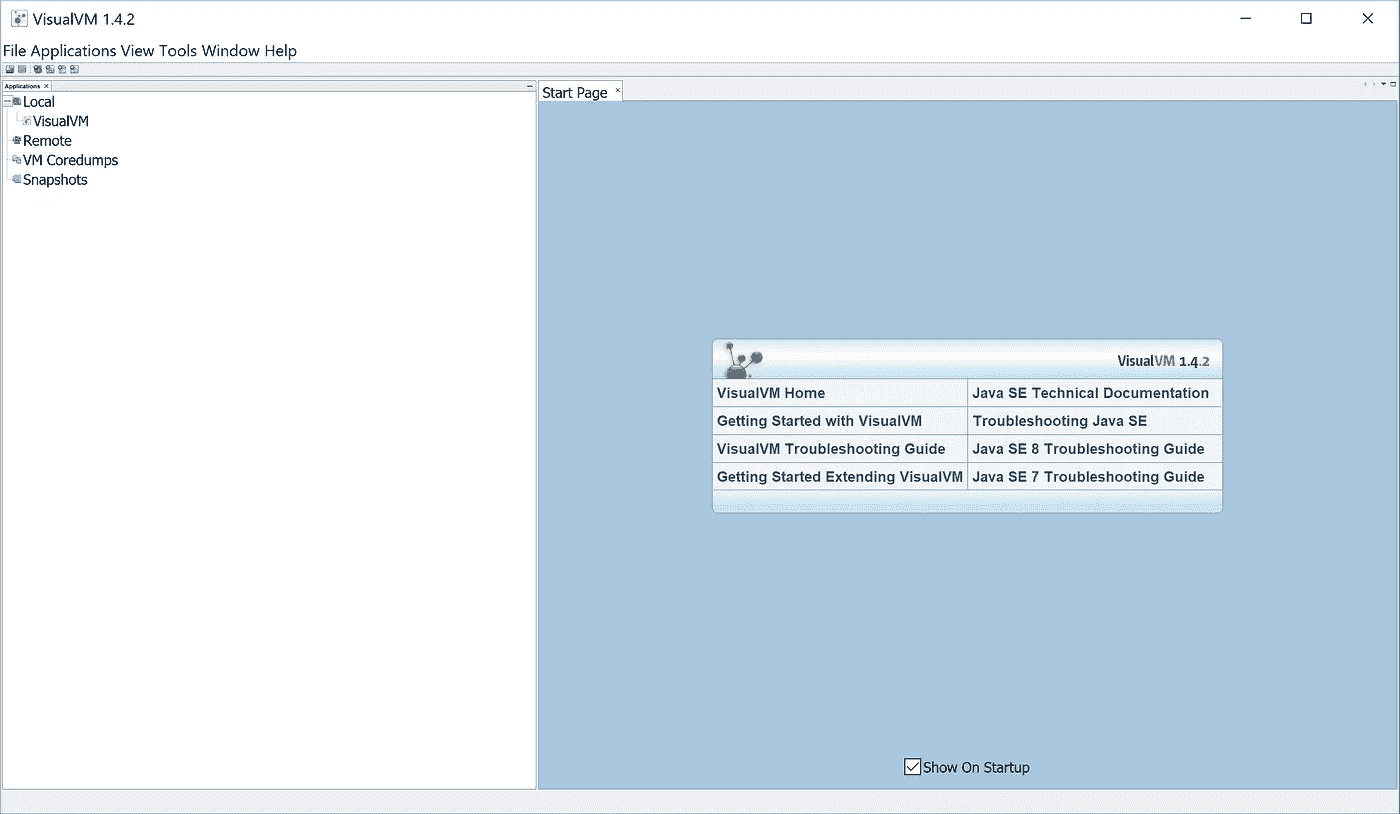 VisualVM 1.4.2
File Applications View Tools Window Help
Applications
Start Page
Local
VisualVM
Remote
VM Coredumps
Snapshots
VisualVM 1.4.2
VisualVM Home
Java SE Technical Documentation
Getting Started with VisualVM
Troubleshooting Java SE
VisualVM Troubleshooting Guide
Java SE 8 Troubleshooting Guide
Getting Started Extending VisualVM
Java SE 7 Troubleshooting Guide
Show On Startup